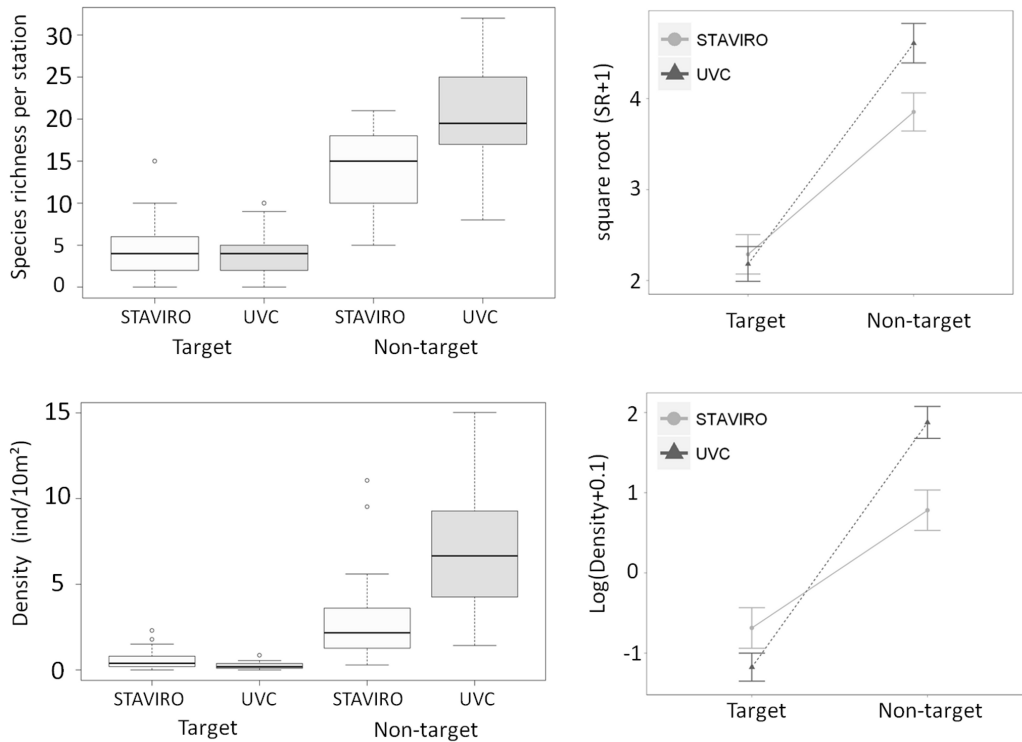 Species richness per station
30
25
20
15
10
5
0
STAVIRO UVC STAVIRO UVC
Target Non-target
square root (SR+1)
4
3
2
STAVIRO
UVC
Target Non-target
Density (ind/10m²)
15
10
5
0
STAVIRO UVC STAVIRO UVC
Target Non-target
Log(Density+0.1)
2
1
0
-1
STAVIRO
UVC
Target Non-target